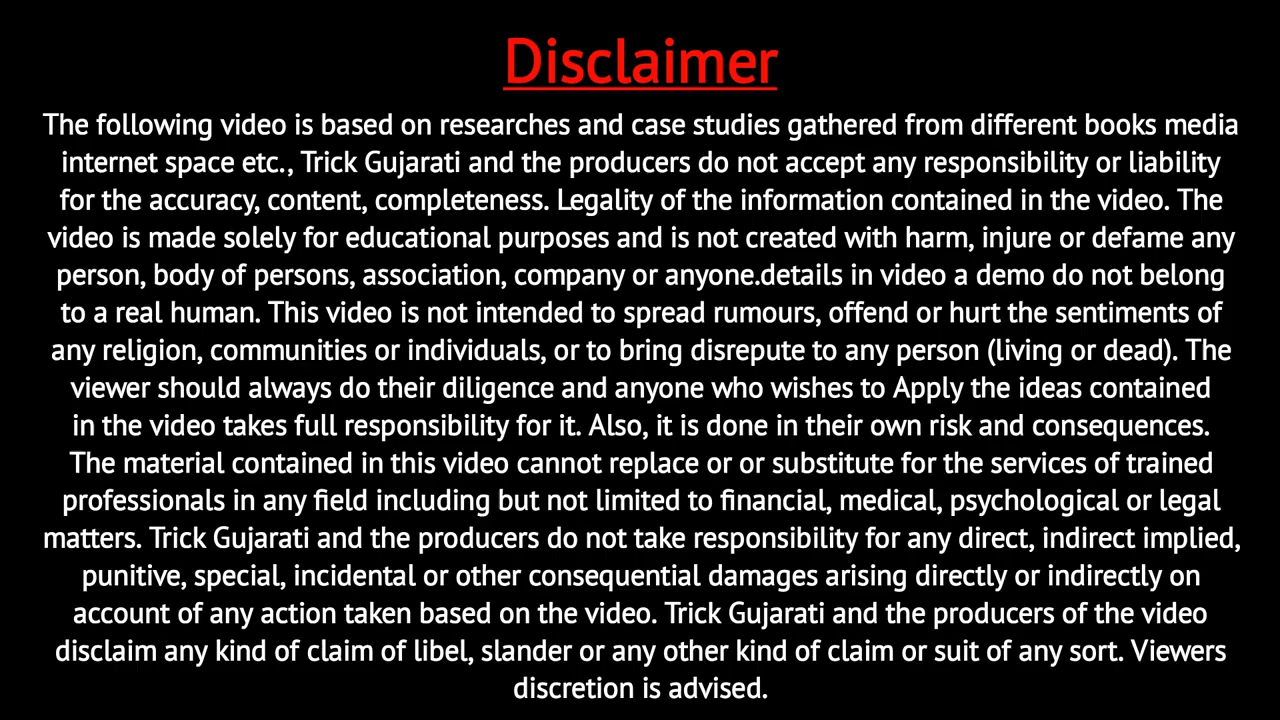 Disclaimer
The following video is based on researches and case studies gathered from different books media
internet space etc., Trick Gujarati and the producers do not accept any responsibility or liability
for the accuracy, content, completeness. Legality of the information contained in the video. The
video is made solely for educational purposes and is not created with harm, injure or defame any
person, body of persons, association, company or anyone.details in video a demo do not belong
to a real human. This video is not intended to spread rumours, offend or hurt the sentiments of
any religion, communities or individuals, or to bring disrepute to any person (living or dead). The
viewer should always do their diligence and anyone who wishes to Apply the ideas contained
in the video takes full responsibility for it. Also, it is done in their own risk and consequences.
The material contained in this video cannot replace or or substitute for the services of trained
professionals in any field including but not limited to financial, medical, psychological or legal
matters. Trick Gujarati and the producers do not take responsibility for any direct, indirect implied,
punitive, special, incidental or other consequential damages arising directly or indirectly on
account of any action taken based on the video. Trick Gujarati and the producers of the video
disclaim any kind of claim of libel, slander or any other kind of claim or suit of any sort. Viewers
discretion is advised.